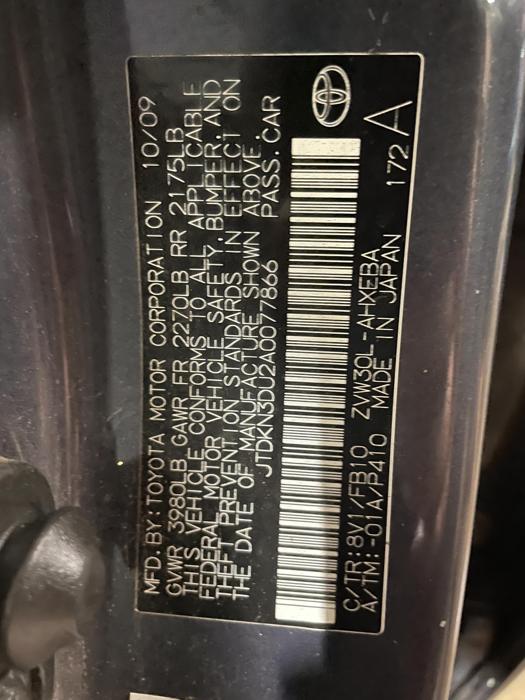 MFD. BY: TOYOTA MOTOR CORPORATION 10/09
GVWR 3980LB GAWR FR 2270LB RR 2175LB
THIS VEHICLE CONFORMS TO ALL APPLICABLE
FEDERAL MOTOR VEHICLE SAFETY, BUMPER, AND
THEFT PREVENTION STANDARDS IN EFFECT ON
THE DATE OF MANUFACTURE SHOWN ABOVE.
JTDKN3DU2A0077866 PASS. CAR
C/TR: 8V1/FB10 ZVW30L-AHXEBA
A/TM: -01A/P410 MADE IN JAPAN 172 A